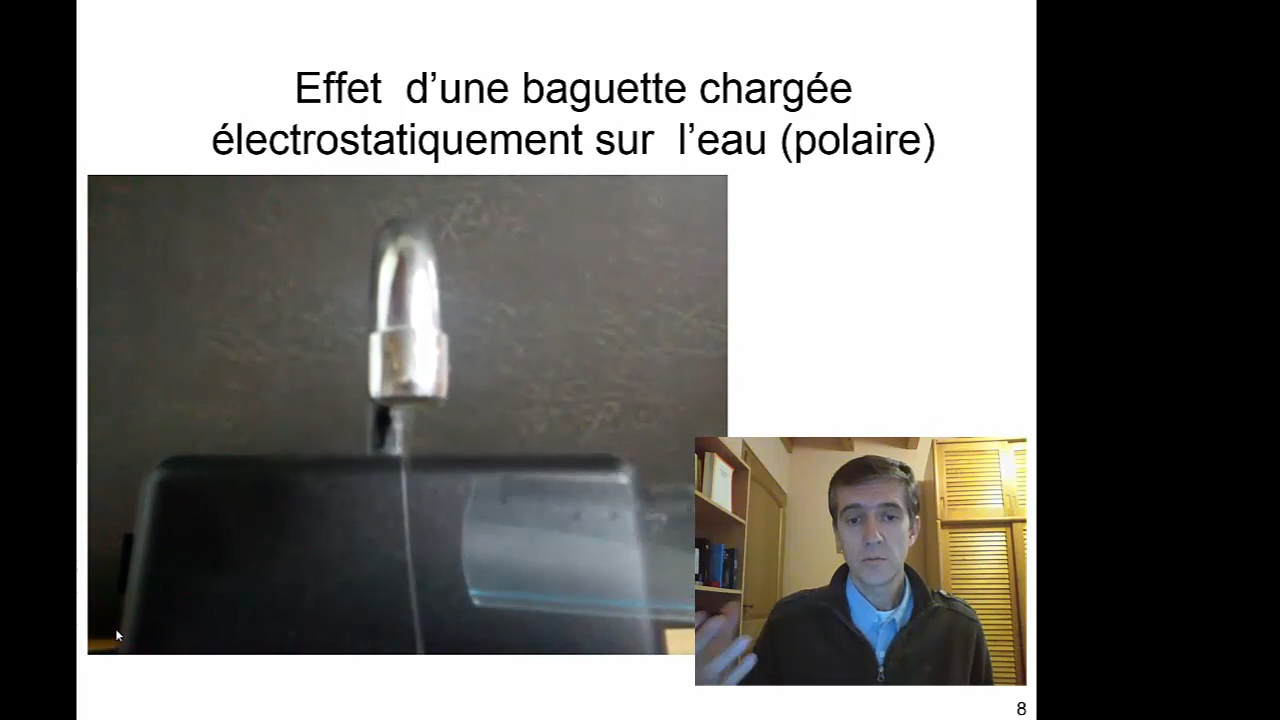 Effet d’une baguette chargée
électrostatiquement sur l’eau (polaire)
8